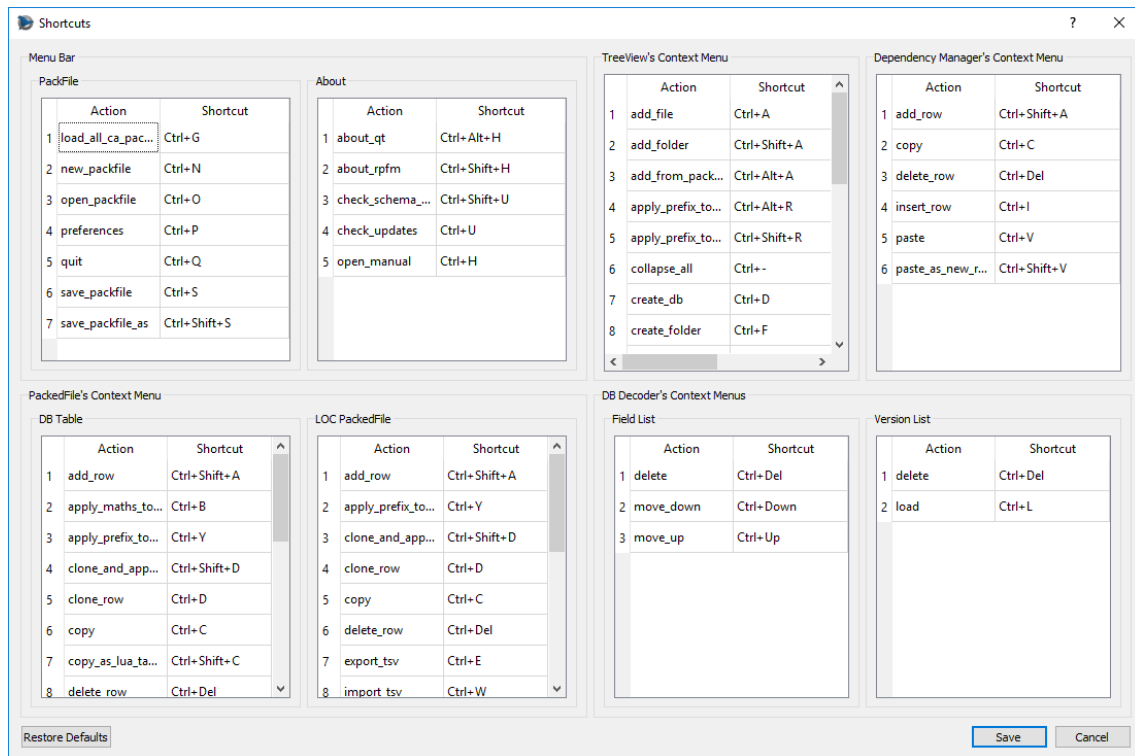 Shortcuts
?
Menu Bar
PackFile
Action Shortcut
1 load_all_ca_pac... Ctrl+G
2 new_packfile Ctrl+N
3 open_packfile Ctrl+O
4 preferences Ctrl+P
5 quit Ctrl+Q
6 save_packfile Ctrl+S
7 save_packfile_as Ctrl+Shift+S
About
Action Shortcut
1 about_qt Ctrl+Alt+H
2 about_rpfm Ctrl+Shift+H
3 check_schema_... Ctrl+Shift+U
4 check_updates Ctrl+U
5 open_manual Ctrl+H
TreeView's Context Menu
Action Shortcut
1 add_file Ctrl+A
2 add_folder Ctrl+Shift+A
3 add_from_pack... Ctrl+Alt+A
4 apply_prefix_to... Ctrl+Alt+R
5 apply_prefix_to... Ctrl+Shift+R
6 collapse_all Ctrl+-
7 create_db Ctrl+D
8 create_folder Ctrl+F
Dependency Manager's Context Menu
Action Shortcut
1 add_row Ctrl+Shift+A
2 copy Ctrl+C
3 delete_row Ctrl+Del
4 insert_row Ctrl+I
5 paste Ctrl+V
6 paste_as_new_r... Ctrl+Shift+V
PackedFile's Context Menu
DB Table
Action Shortcut
1 add_row Ctrl+Shift+A
2 apply_maths_to... Ctrl+B
3 apply_prefix_to... Ctrl+Y
4 clone_and_app... Ctrl+Shift+D
5 clone_row Ctrl+D
6 copy Ctrl+C
7 copy_as_lua_ta... Ctrl+Shift+C
8 delete_row Ctrl+Del
LOC PackedFile
Action Shortcut
1 add_row Ctrl+Shift+A
2 apply_prefix_to... Ctrl+Y
3 clone_and_app... Ctrl+Shift+D
4 clone_row Ctrl+D
5 copy Ctrl+C
6 delete_row Ctrl+Del
7 export_tsv Ctrl+E
8 import_tsv Ctrl+W
DB Decoder's Context Menus
Field List
Action Shortcut
1 delete Ctrl+Del
2 move_down Ctrl+Down
3 move_up Ctrl+Up
Version List
Action Shortcut
1 delete Ctrl+Del
2 load Ctrl+L
Restore Defaults
Save
Cancel